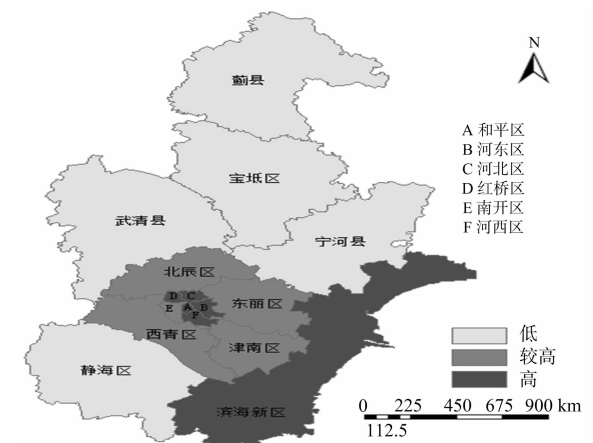 蓟县
宝坻区
武清县
宁河县
北辰区
D C
东丽区
E A B
F
西青区
津南区
静海区
滨海新区
N
A 和平区
B 河东区
C 河北区
D 红桥区
E 南开区
F 河西区
低
较高
高
0 225 450 675 900 km
112.5